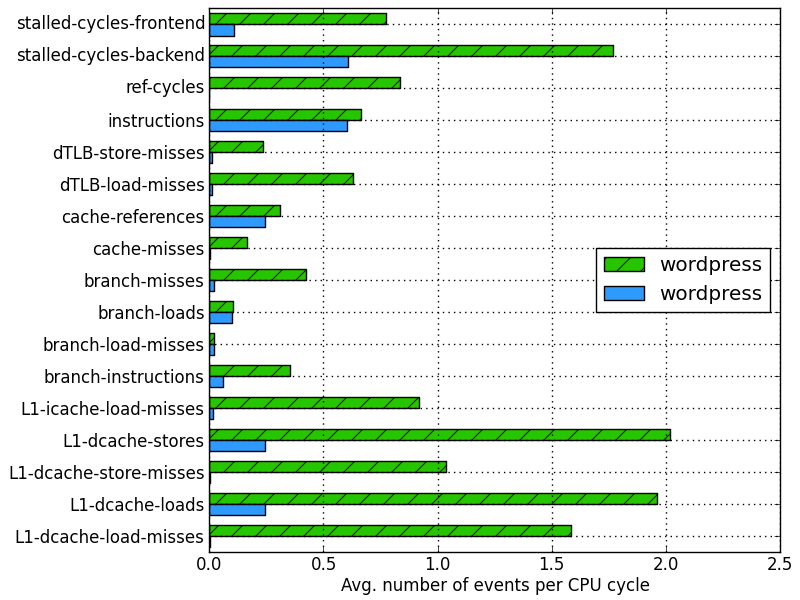 stalled-cycles-frontend
stalled-cycles-backend
ref-cycles
instructions
dTLB-store-misses
dTLB-load-misses
cache-references
cache-misses
branch-misses
branch-loads
branch-load-misses
branch-instructions
L1-icache-load-misses
L1-dcache-stores
L1-dcache-store-misses
L1-dcache-loads
L1-dcache-load-misses
wordpress
wordpress
0.0 0.5 1.0 1.5 2.0 2.5
Avg. number of events per CPU cycle